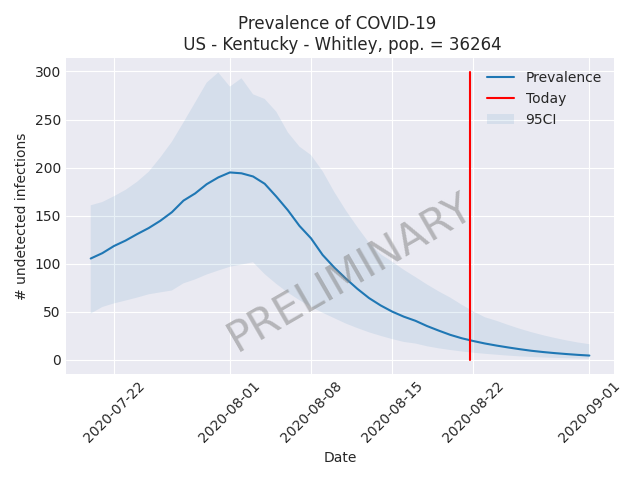 Prevalence of COVID-19
US - Kentucky - Whitley, pop. = 36264
300
250
200
150
100
50
0
# undetected infections
Prevalence
Today
95CI
PRELIMINARY
2020-07-22
2020-08-01
2020-08-08
2020-08-15
2020-08-22
2020-09-01
Date